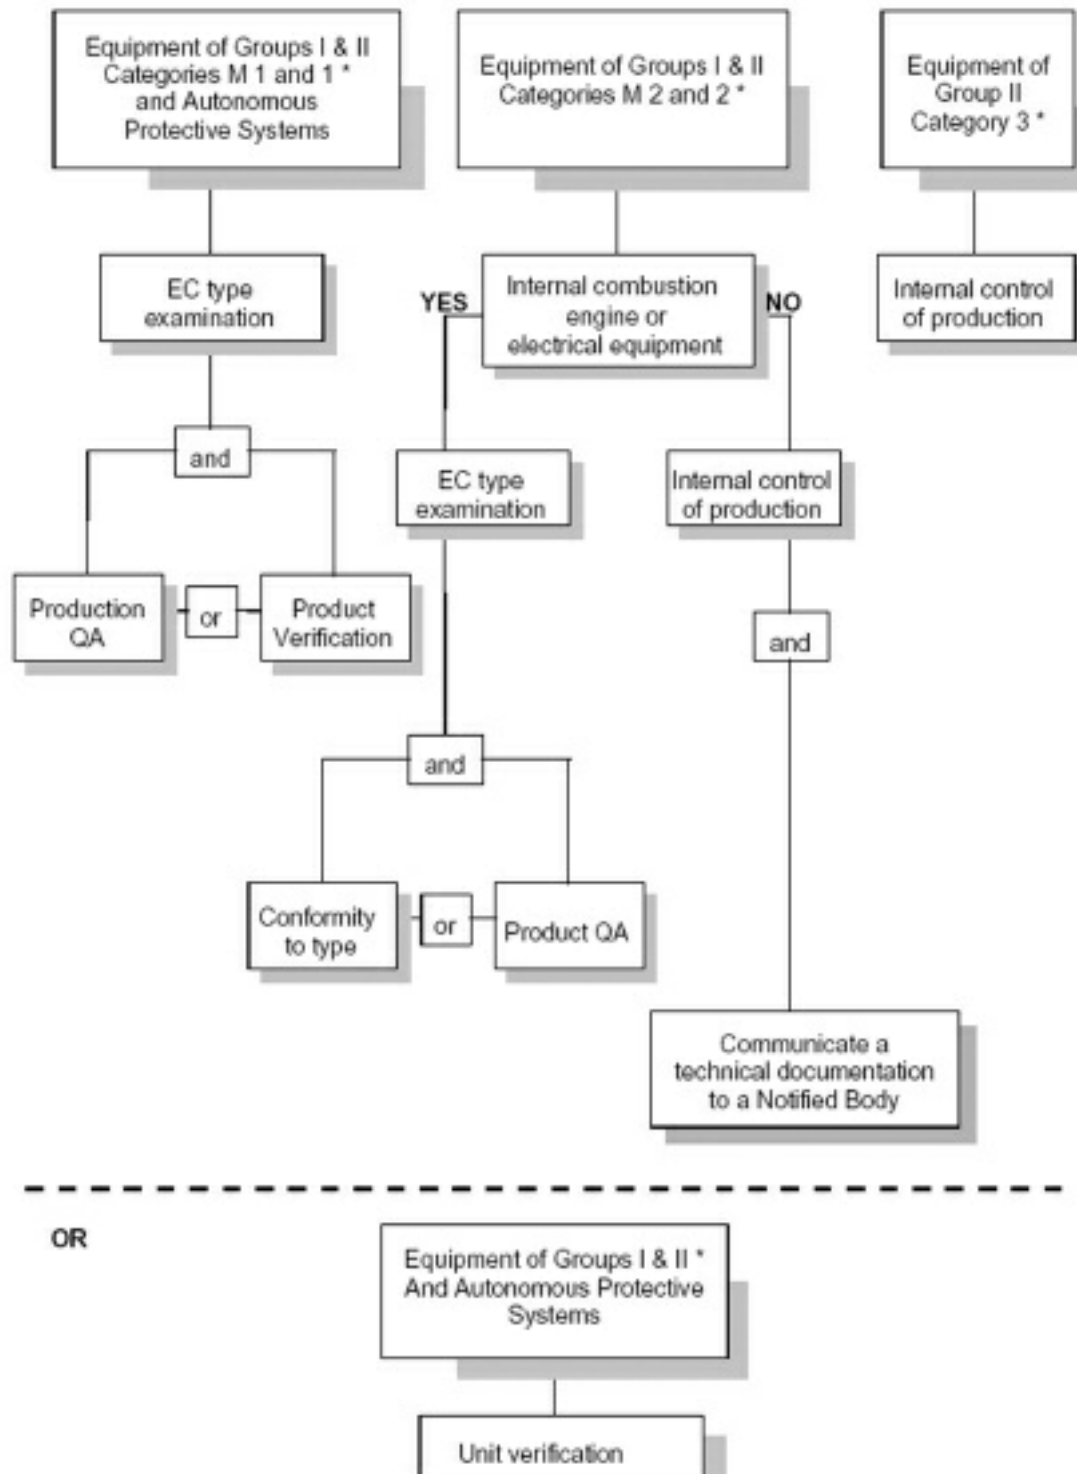 Equipment of Groups I & II
Categories M 1 and 1 *
and Autonomous
Protective Systems
Equipment of Groups I & II
Categories M 2 and 2 *
Equipment of
Group II
Category 3 *
EC type
examination
YES
Internal combustion
engine or
electrical equipment
NO
Internal control
of production
and
EC type
examination
Internal control
of production
Production
QA
or
Product
Verification
and
and
Conformity
to type
or
Product QA
Communicate a
technical documentation
to a Notified Body
OR
Equipment of Groups I & II *
And Autonomous Protective
Systems
Unit verification